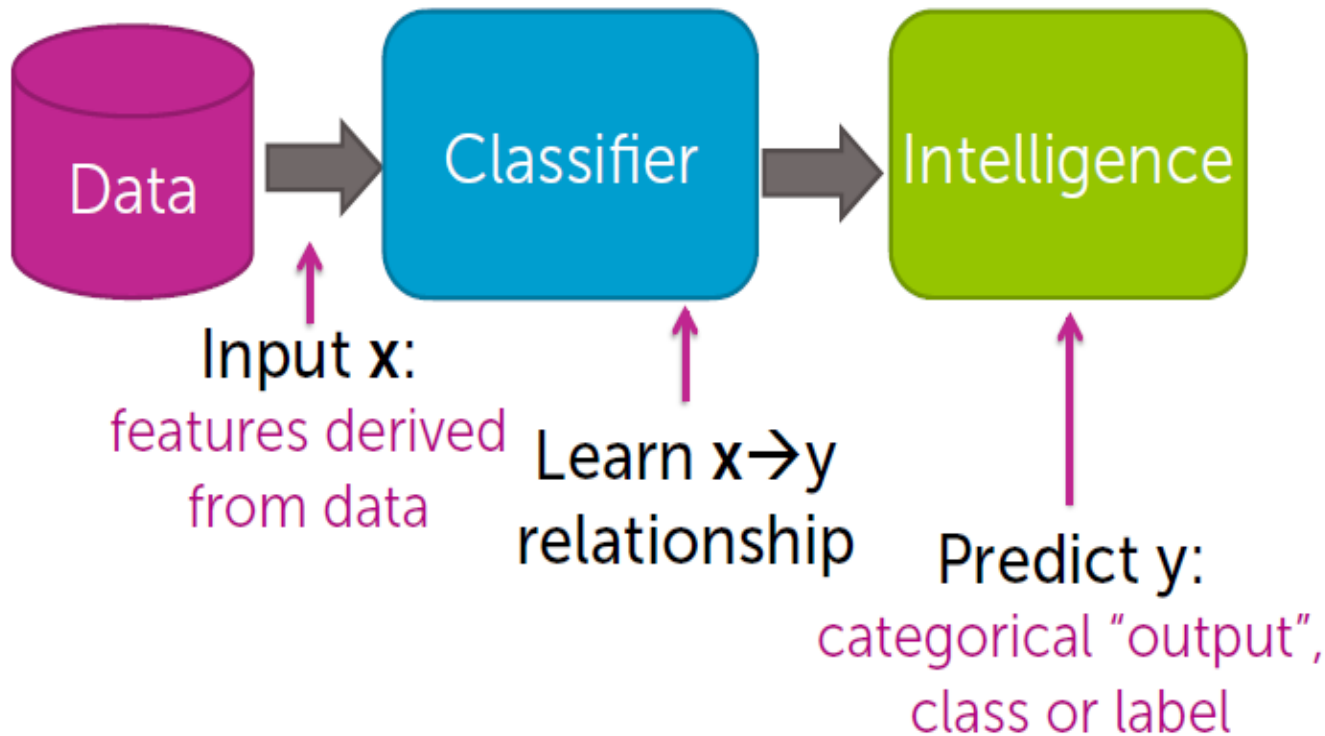 Data
Classifier
Intelligence
Input x:
features derived
from data
Learn x→y
relationship
Predict y:
categorical “output”,
class or label